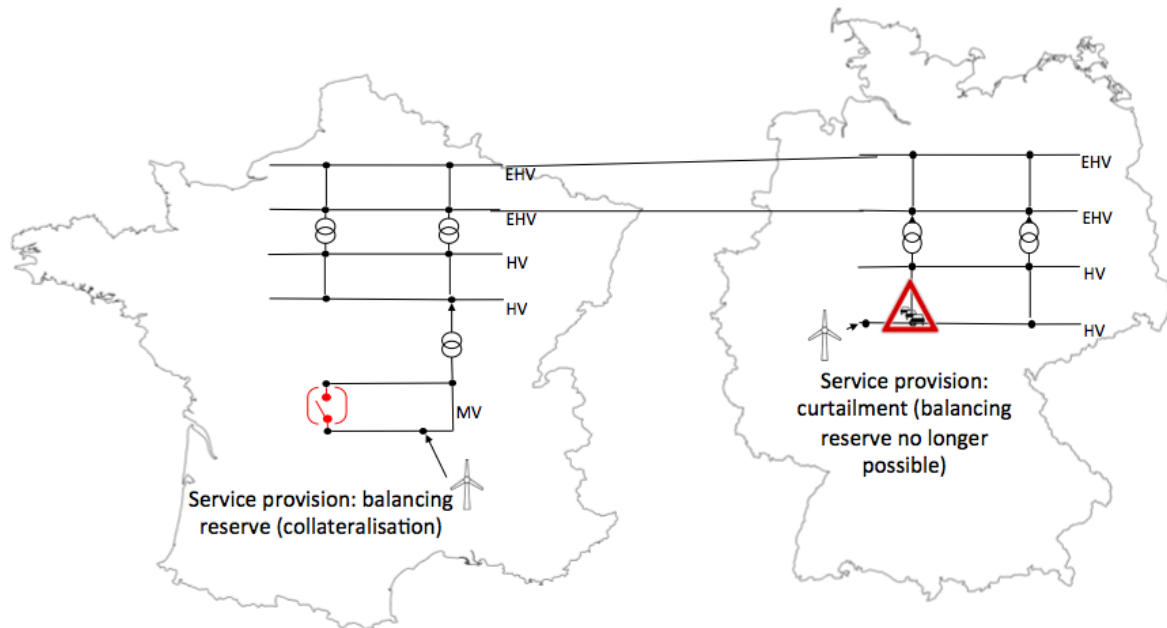 EHV
EHV
HV
HV
MV
Service provision: balancing
reserve (collateralisation)
EHV
EHV
HV
HV
Service provision:
curtailment (balancing
reserve no longer
possible)